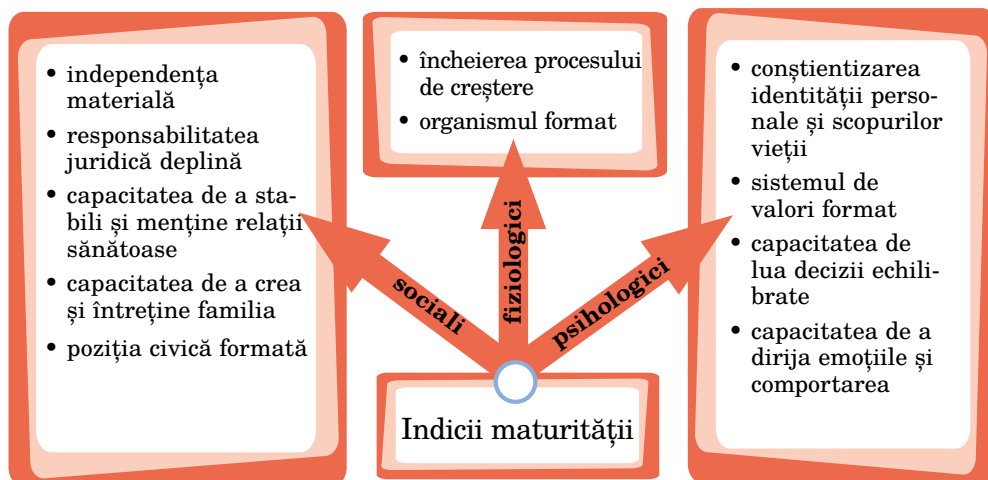 • independența
materială
• responsabilitatea
juridică deplină
• capacitatea de a sta-
bili și menține relații
sănătoase
• capacitatea de a crea
și întreține familia
• poziția civică formată
• încheierea procesului
de creștere
• organismul format
• conștientizarea
identității perso-
nale și scopurilor
vieții
• sistemul de
valori format
• capacitatea de
lua decizii echili-
brate
• capacitatea de a
dirija emoțiile și
comportarea
sociali
fiziologici
psihologici
Indicii maturității